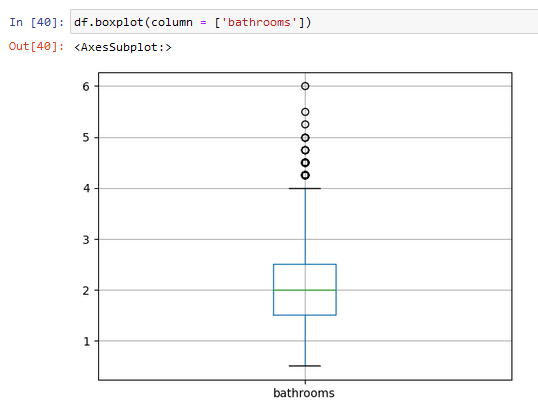 In [40]: df.boxplot(column = ['bathrooms'])
Out[40]: <AxesSubplot:>
6
5
4
3
2
1
bathrooms